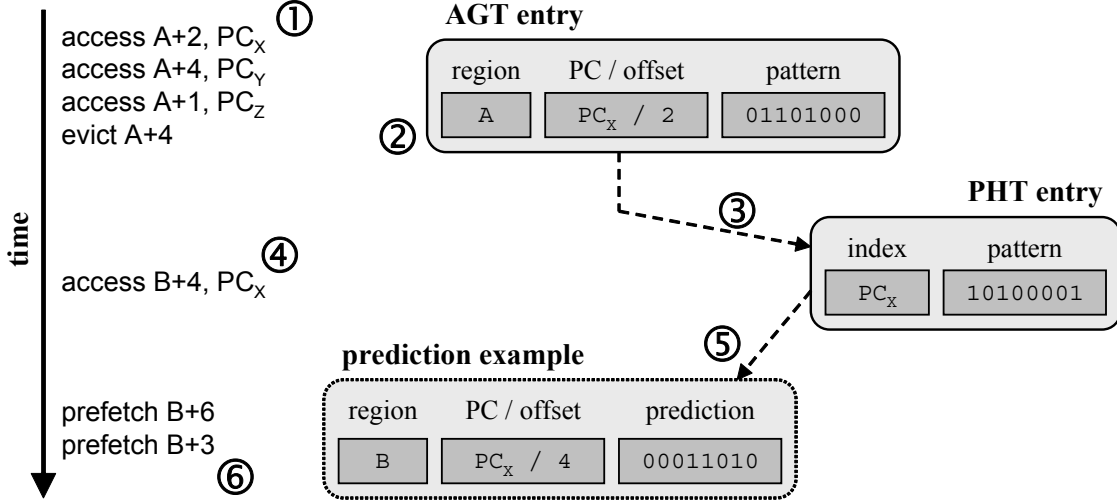 ①
access A+2, PCX
access A+4, PCY
access A+1, PCZ
evict A+4
AGT entry
region PC / offset pattern
A PCX / 2 01101000
②
③
PHT entry
index pattern
PCX 10100001
time
④
access B+4, PCX
⑤
prediction example
region PC / offset prediction
B PCX / 4 00011010
prefetch B+6
prefetch B+3
⑥